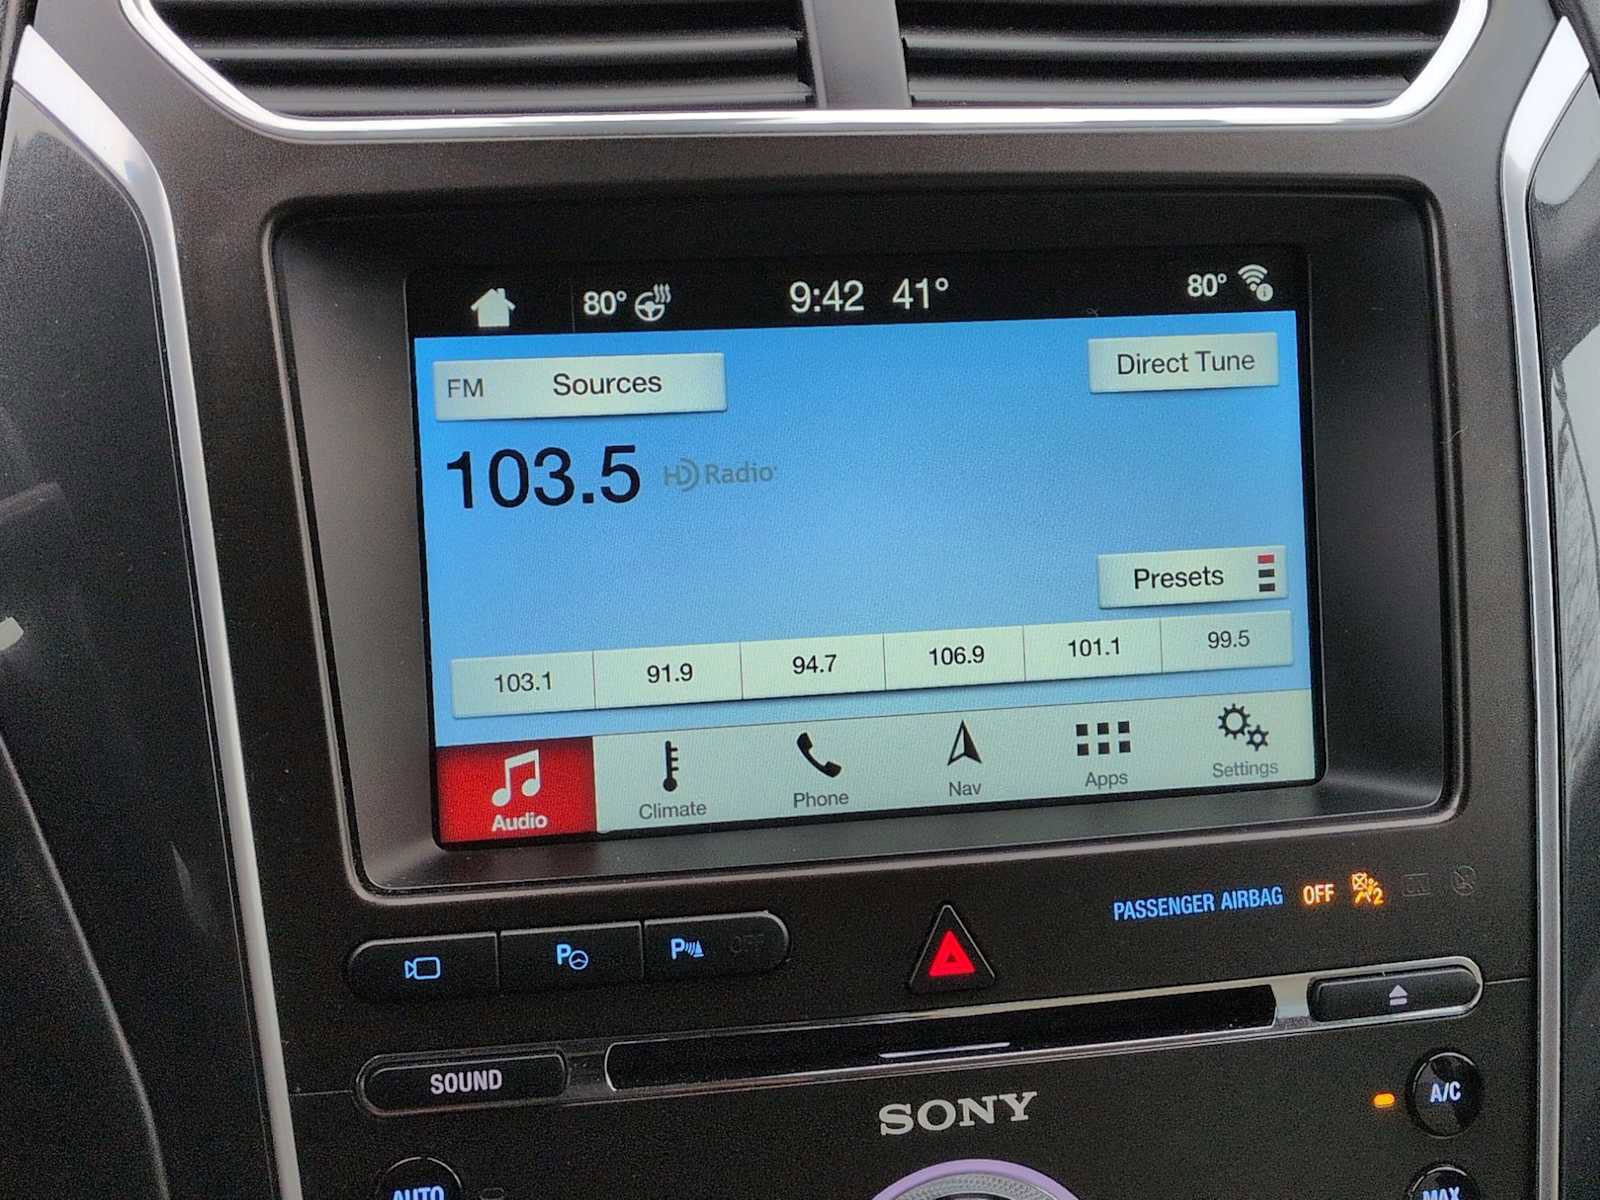 80° 9:42 41° 80°
FM Sources Direct Tune
103.5 HD Radio
Presets
103.1 91.9 94.7 106.9 101.1 99.5
Audio Climate Phone Nav Apps Settings
PASSENGER AIRBAG OFF 2 ON
P P OFF
SOUND
SONY
A/C
AUTO MAX